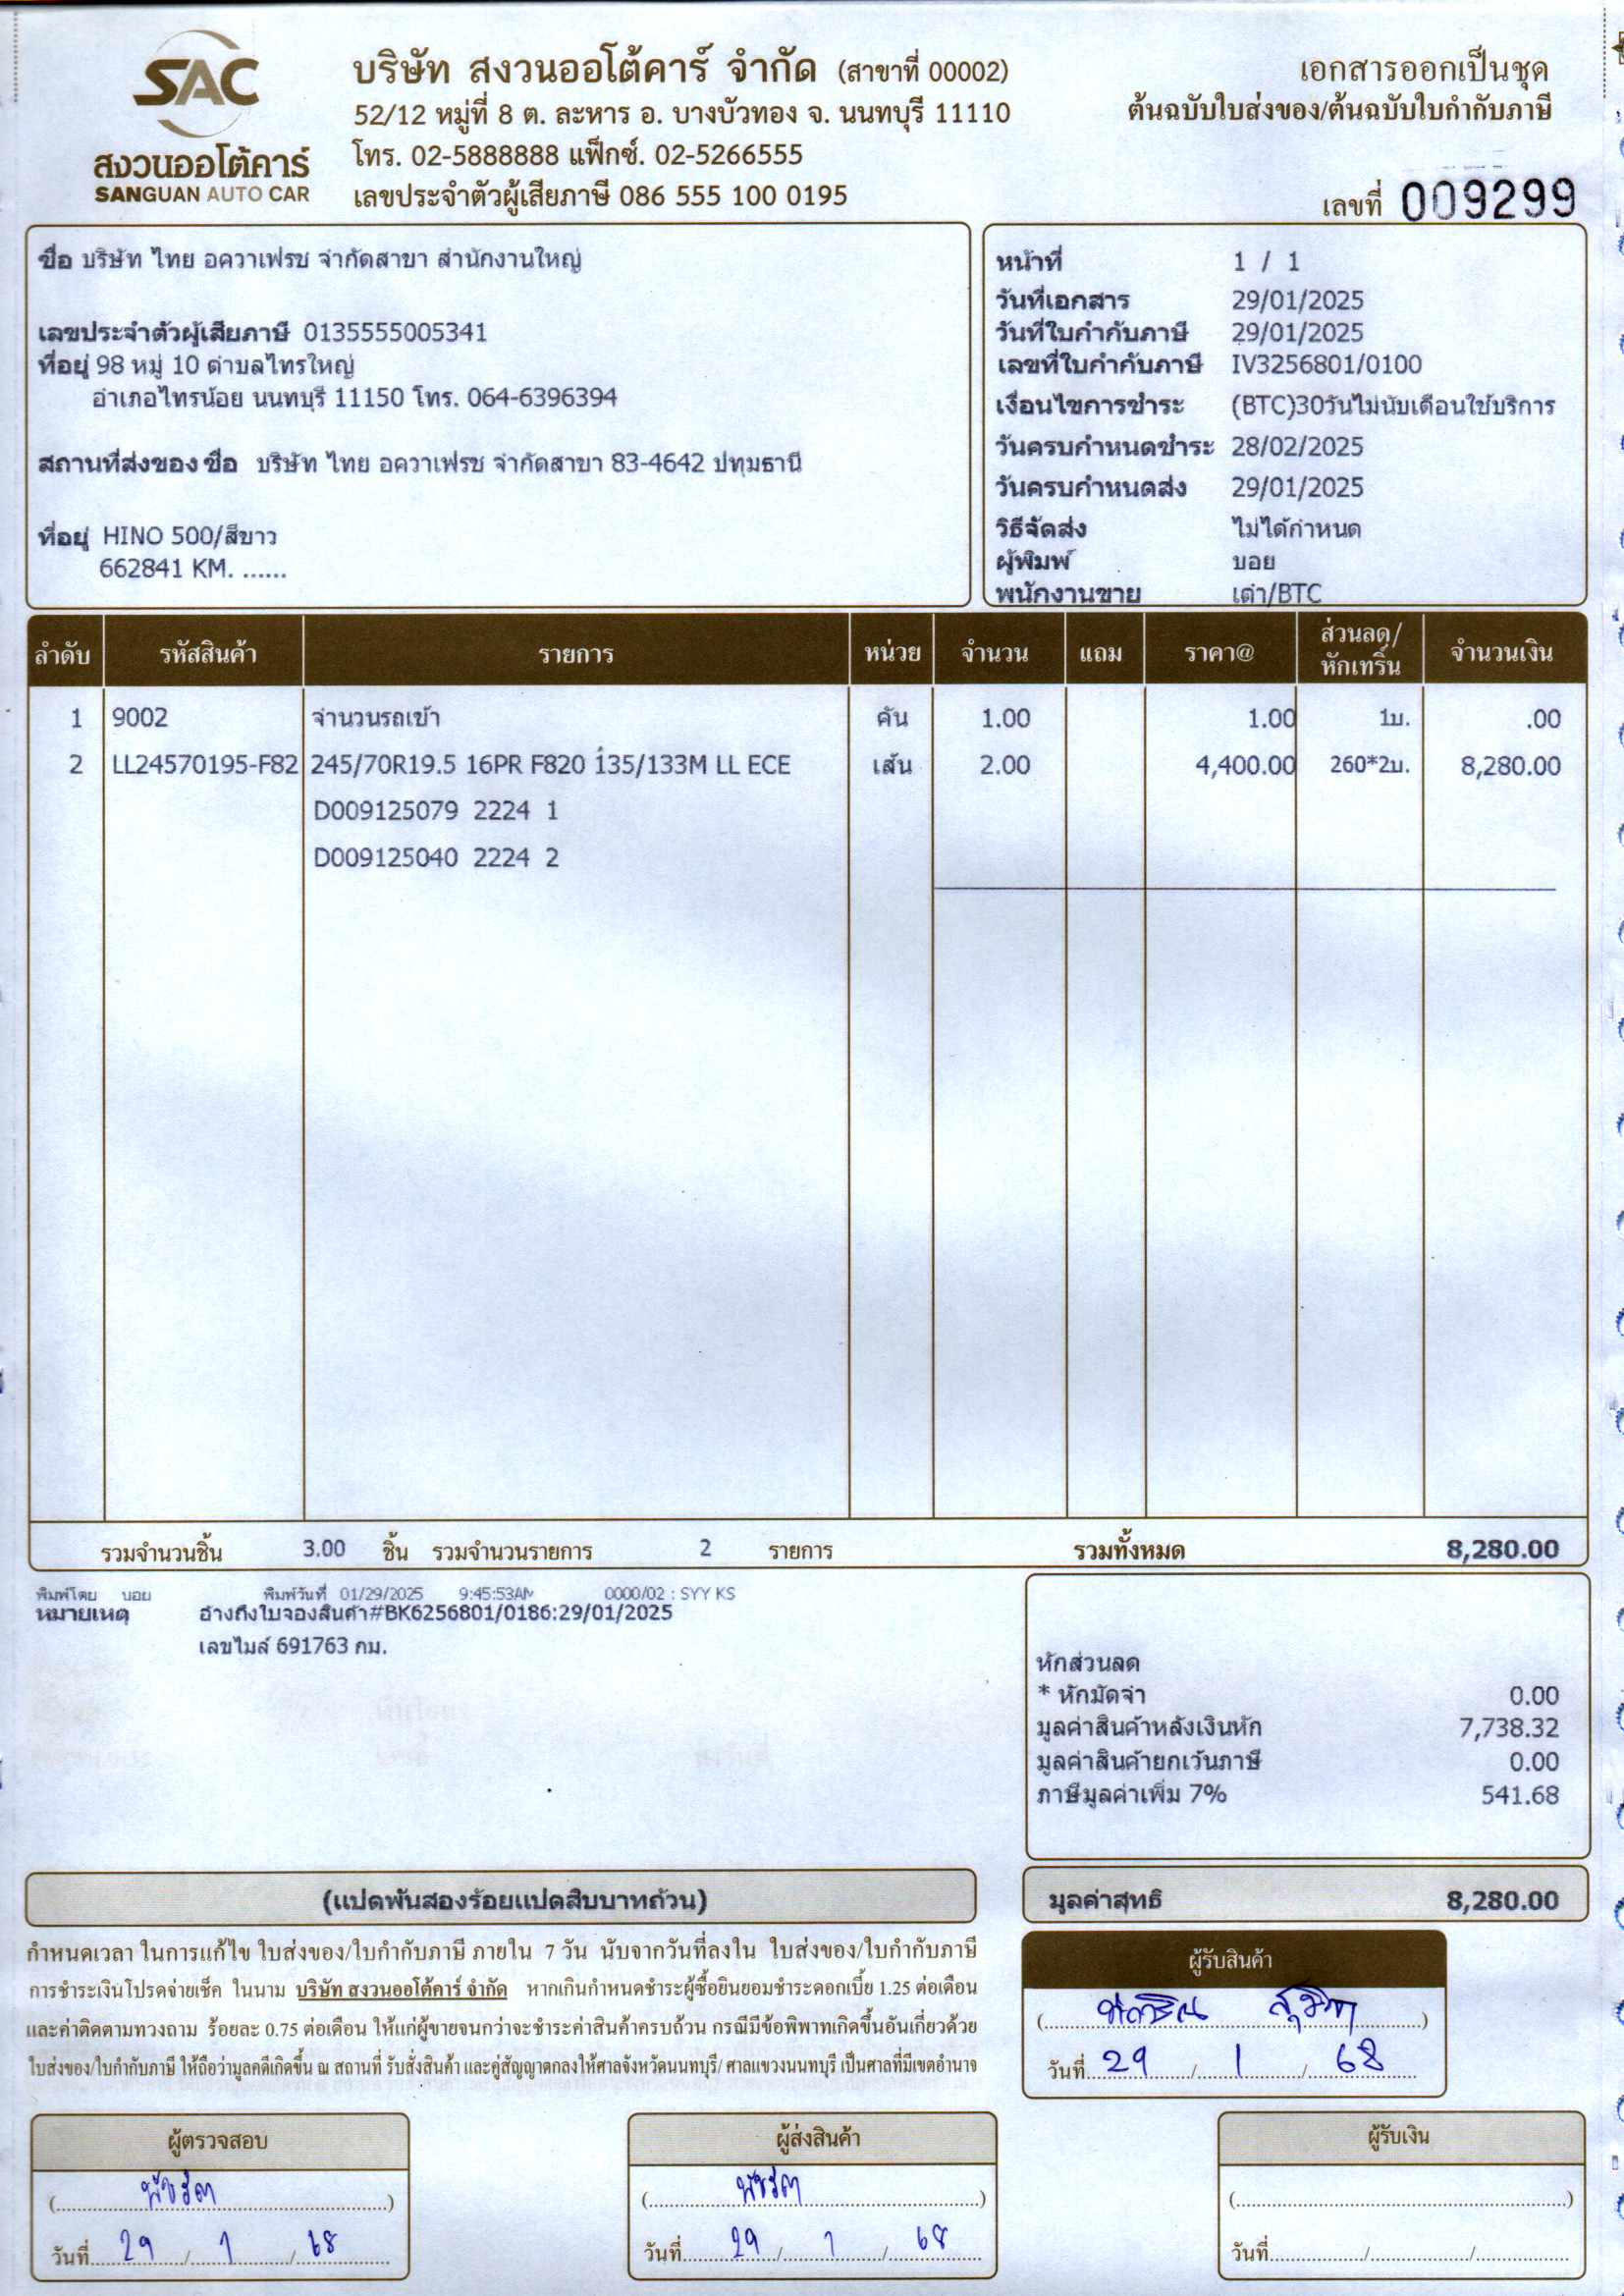 SAC
สงวนออโต้คาร์
SANGUAN AUTO CAR
บริษัท สงวนออโต้คาร์ จำกัด (สาขาที่ 00002)
52/12 หมู่ที่ 8 ต. ละหาร อ. บางบัวทอง จ. นนทบุรี 11110
โทร. 02-5888888 แฟ็กซ์. 02-5266555
เลขประจำตัวผู้เสียภาษี 086 555 100 0195
เอกสารออกเป็นชุด
ต้นฉบับใบส่งของ/ต้นฉบับใบกำกับภาษี
เลขที่ 009299
ชื่อ บริษัท ไทย อควาเฟรช จำกัดสาขา สำนักงานใหญ่
เลขประจำตัวผู้เสียภาษี 0135555005341
ที่อยู่ 98 หมู่ 10 ตำบลไทรใหญ่
อำเภอไทรน้อย นนทบุรี 11150 โทร. 064-6396394
สถานที่ส่งของ ชื่อ บริษัท ไทย อควาเฟรช จำกัดสาขา 83-4642 ปทุมธานี
ที่อยู่ HINO 500/สีขาว
662841 KM. ......
หน้าที่ 1 / 1
วันที่เอกสาร 29/01/2025
วันที่ใบกำกับภาษี 29/01/2025
เลขที่ใบกำกับภาษี IV3256801/0100
เงื่อนไขการชำระ (BTC)30วันไม่นับเดือนใช้บริการ
วันครบกำหนดชำระ 28/02/2025
วันครบกำหนดส่ง 29/01/2025
วิธีจัดส่ง ไม่ได้กำหนด
ผู้พิมพ์ บอย
พนักงานขาย เต่า/BTC
ลำดับ รหัสสินค้า รายการ หน่วย จำนวน แถม ราคา@ ส่วนลด/หักเทริ์น จำนวนเงิน
1 9002 จำนวนรถเข้า คัน 1.00 1.00 1บ. .00
2 LL24570195-F82 245/70R19.5 16PR F820 135/133M LL ECE เส้น 2.00 4,400.00 260*2บ. 8,280.00
D009125079 2224 1
D009125040 2224 2
รวมจำนวนชิ้น 3.00 ชิ้น รวมจำนวนรายการ 2 รายการ รวมทั้งหมด 8,280.00
พิมพ์โดย บอย พิมพ์วันที่ 01/29/2025 9:45:53AM 0000/02 : SYY KS
หมายเหตุ อ้างถึงใบจองสินค้า#BK6256801/0186:29/01/2025
เลขไมล์ 691763 กม.
หักส่วนลด
* หักมัดจำ 0.00
มูลค่าสินค้าหลังเงินหัก 7,738.32
มูลค่าสินค้ายกเว้นภาษี 0.00
ภาษีมูลค่าเพิ่ม 7% 541.68
(แปดพันสองร้อยแปดสิบบาทถ้วน)
มูลค่าสุทธิ 8,280.00
กำหนดเวลา ในการแก้ไข ใบส่งของ/ใบกำกับภาษี ภายใน 7 วัน นับจากวันที่ลงใน ใบส่งของ/ใบกำกับภาษี
การชำระเงินโปรดจ่ายเช็ค ในนาม บริษัท สงวนออโต้คาร์ จำกัด หากเกินกำหนดชำระผู้ซื้อยินยอมชำระดอกเบี้ย 1.25 ต่อเดือน
และค่าติดตามทวงถาม ร้อยละ 0.75 ต่อเดือน ให้แก่ผู้ขายจนกว่าจะชำระค่าสินค้าครบถ้วน กรณีมีข้อพิพาทเกิดขึ้นอันเกี่ยวด้วย
ใบส่งของ/ใบกำกับภาษี ให้ถือว่ามูลคดีเกิดขึ้น ณ สถานที่ รับสั่งสินค้า และคู่สัญญาตกลงให้ศาลจังหวัดนนทบุรี/ ศาลแขวงนนทบุรี เป็นศาลที่มีเขตอำนาจ
ผู้รับสินค้า
วันที่ 29 / 1 / 68
ผู้ตรวจสอบ
(พัชรีดา)
วันที่ 29 / 1 / 68
ผู้ส่งสินค้า
(พัชรีดา)
วันที่ 29 / 1 / 68
ผู้รับเงิน
(....................)
วันที่......../......../........